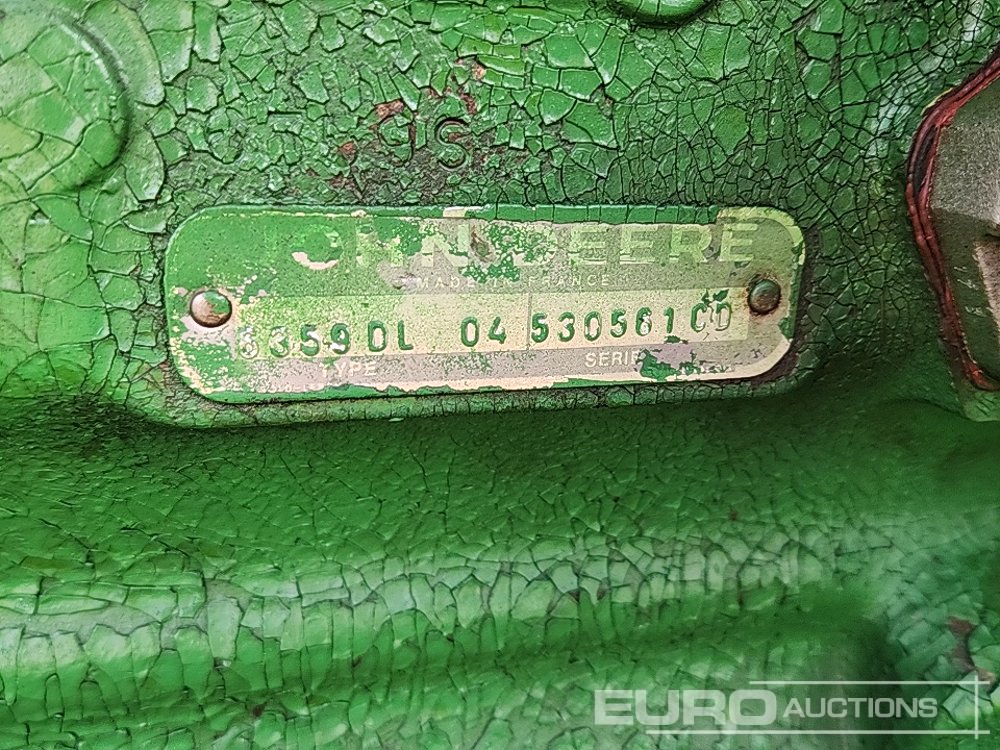 JOHN DEERE
MADE IN FRANCE
6359DL 04 530561CD
TYPE SERIE
EURO AUCTIONS